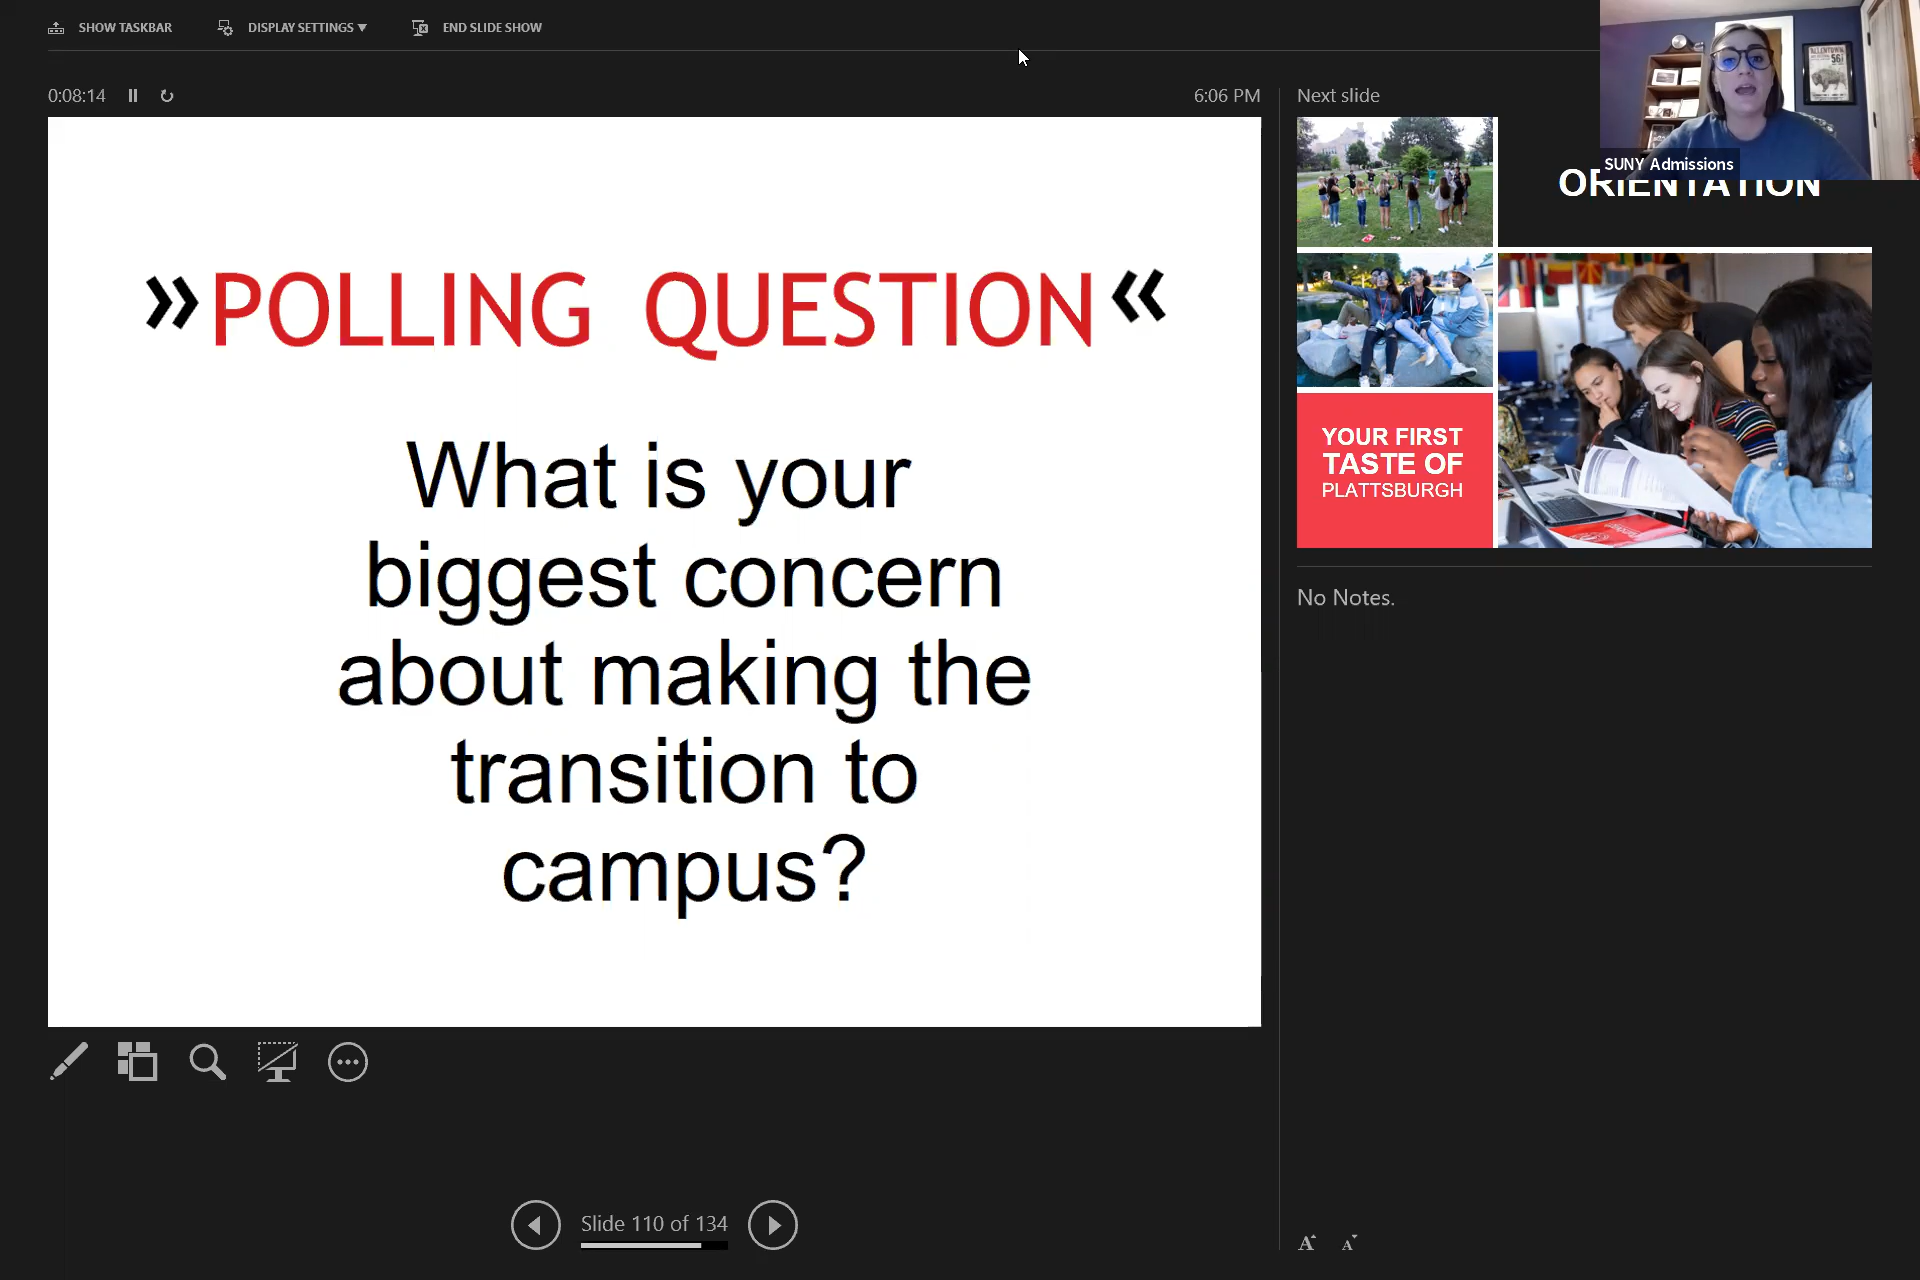 SHOW TASKBAR
DISPLAY SETTINGS
END SLIDE SHOW
0:08:14
6:06 PM
Next slide
ALLENTOWN
SUNY Admissions
ORIENTATION
»POLLING QUESTION«
What is your
biggest concern
about making the
transition to
campus?
YOUR FIRST
TASTE OF
PLATTSBURGH
No Notes.
Slide 110 of 134
A A